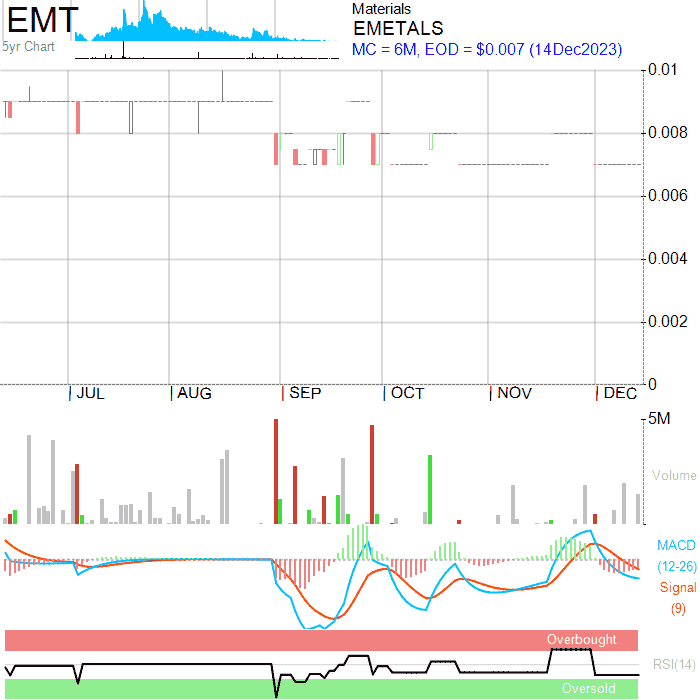 EMT
5yr Chart
Materials
EMETALS
MC = 6M, EOD = $0.007 (14Dec2023)
0.01
0.008
0.006
0.004
0.002
0
JUL AUG SEP OCT NOV DEC
5M
Volume
MACD
(12-26)
Signal
(9)
Overbought
RSI(14)
Oversold